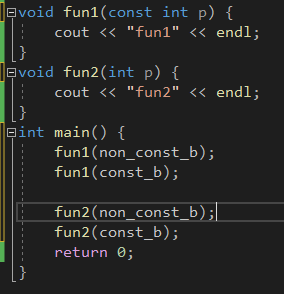 void fun1(const int p) {
    cout << "fun1" << endl;
}
void fun2(int p) {
    cout << "fun2" << endl;
}
int main() {
    fun1(non_const_b);
    fun1(const_b);

    fun2(non_const_b);
    fun2(const_b);
    return 0;
}